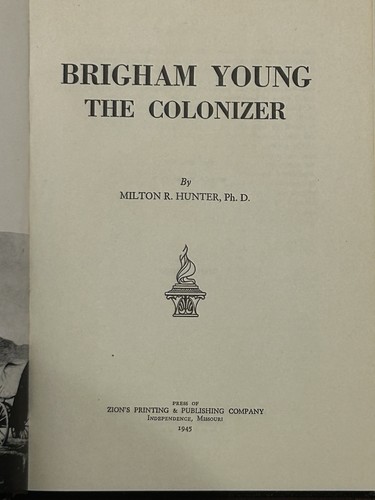 BRIGHAM YOUNG
THE COLONIZER
By
MILTON R. HUNTER, Ph. D.
PRESS OF
ZION'S PRINTING & PUBLISHING COMPANY
INDEPENDENCE, MISSOURI
1945